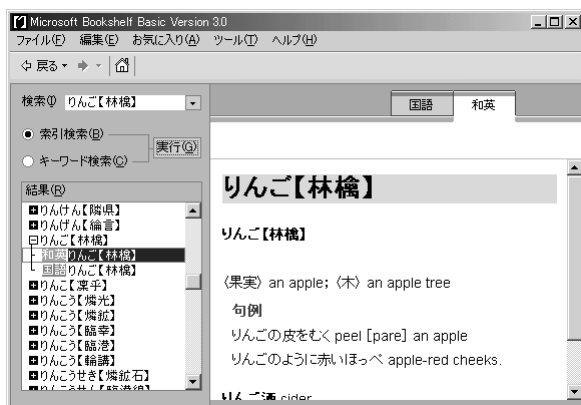 Microsoft Bookshelf Basic Version 3.0
ファイル(F) 編集(E) お気に入り(A) ツール(T) ヘルプ(H)
戻る
検索(I) りんご【林檎】
索引検索(B)
キーワード検索(C)
実行(G)
結果(R)
りんけん【隣県】
りんげん【綸言】
りんご【林檎】
和英りんご【林檎】
国語りんご【林檎】
りんこ【凛乎】
りんこう【燐光】
りんこう【燐鉱】
りんこう【臨幸】
りんこう【臨港】
りんこう【輪講】
りんこうせき【燐鉱石】
国語 和英
りんご【林檎】
りんご【林檎】
〈果実〉 an apple; 〈木〉 an apple tree
句例
りんごの皮をむく peel [pare] an apple
りんごのように赤いほっぺ apple-red cheeks.
りんご酒 cider